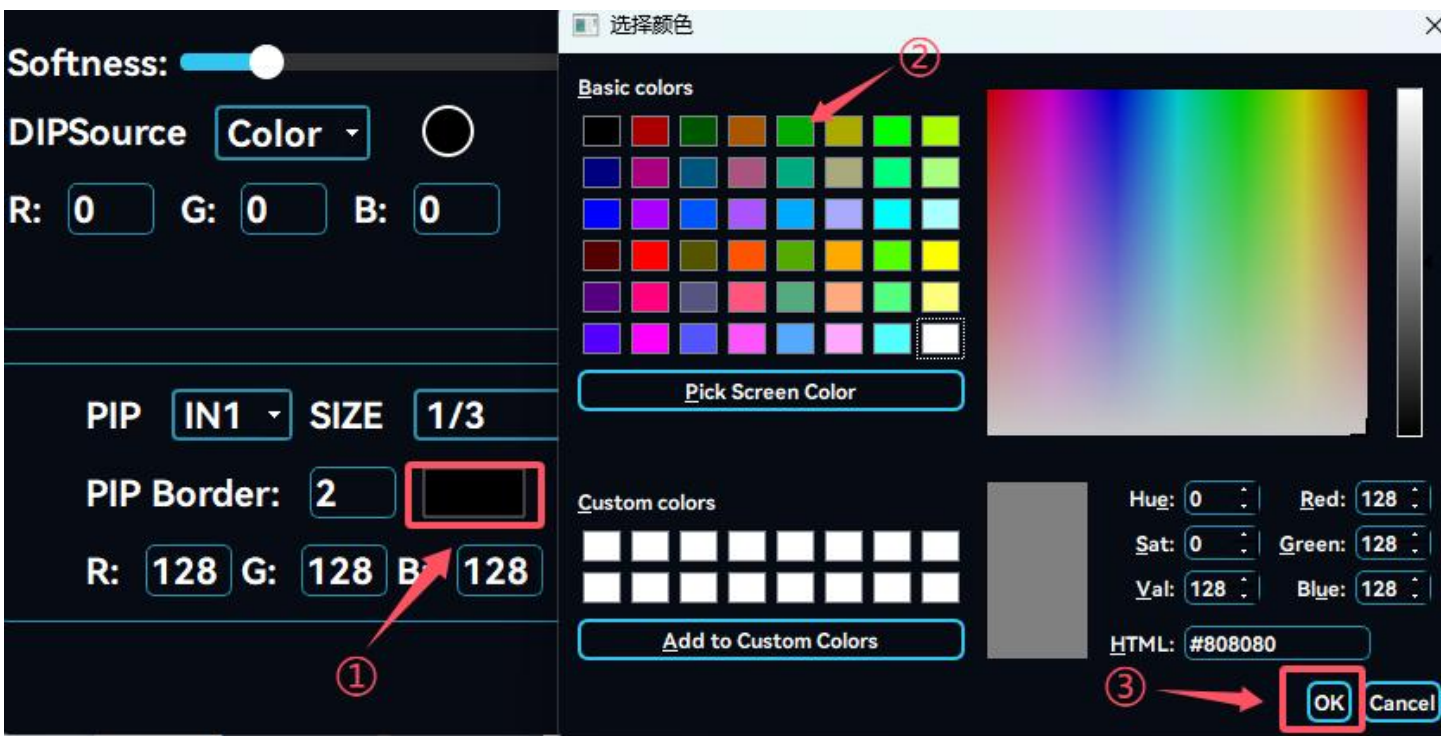 Softness:
DIPSource Color
R: 0 G: 0 B: 0
PIP IN1 SIZE 1/3
PIP Border: 2
R: 128 G: 128 B: 128
①
选择颜色
②
Basic colors
Pick Screen Color
Custom colors
Add to Custom Colors
Hue: 0 Red: 128
Sat: 0 Green: 128
Val: 128 Blue: 128
HTML: #808080
③
OK Cancel